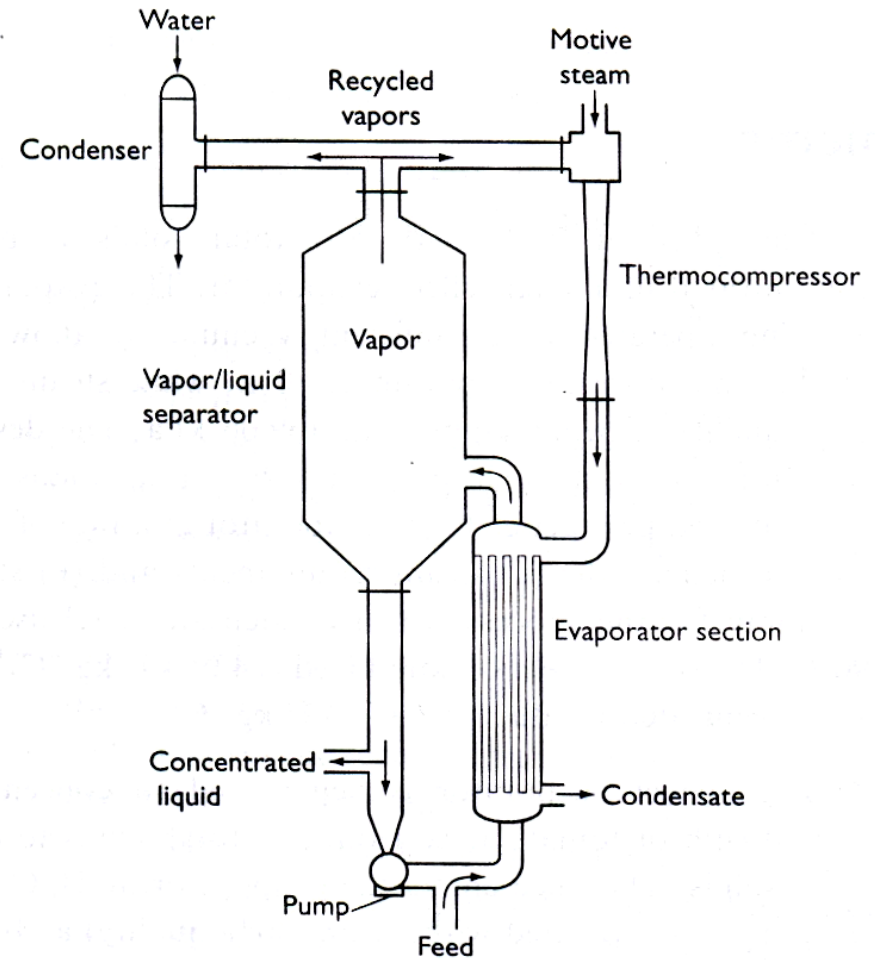 Water
Motive
steam
Recycled
vapors
Condenser
Thermocompressor
Vapor
Vapor/liquid
separator
Evaporator section
Concentrated
liquid
Condensate
Pump
Feed